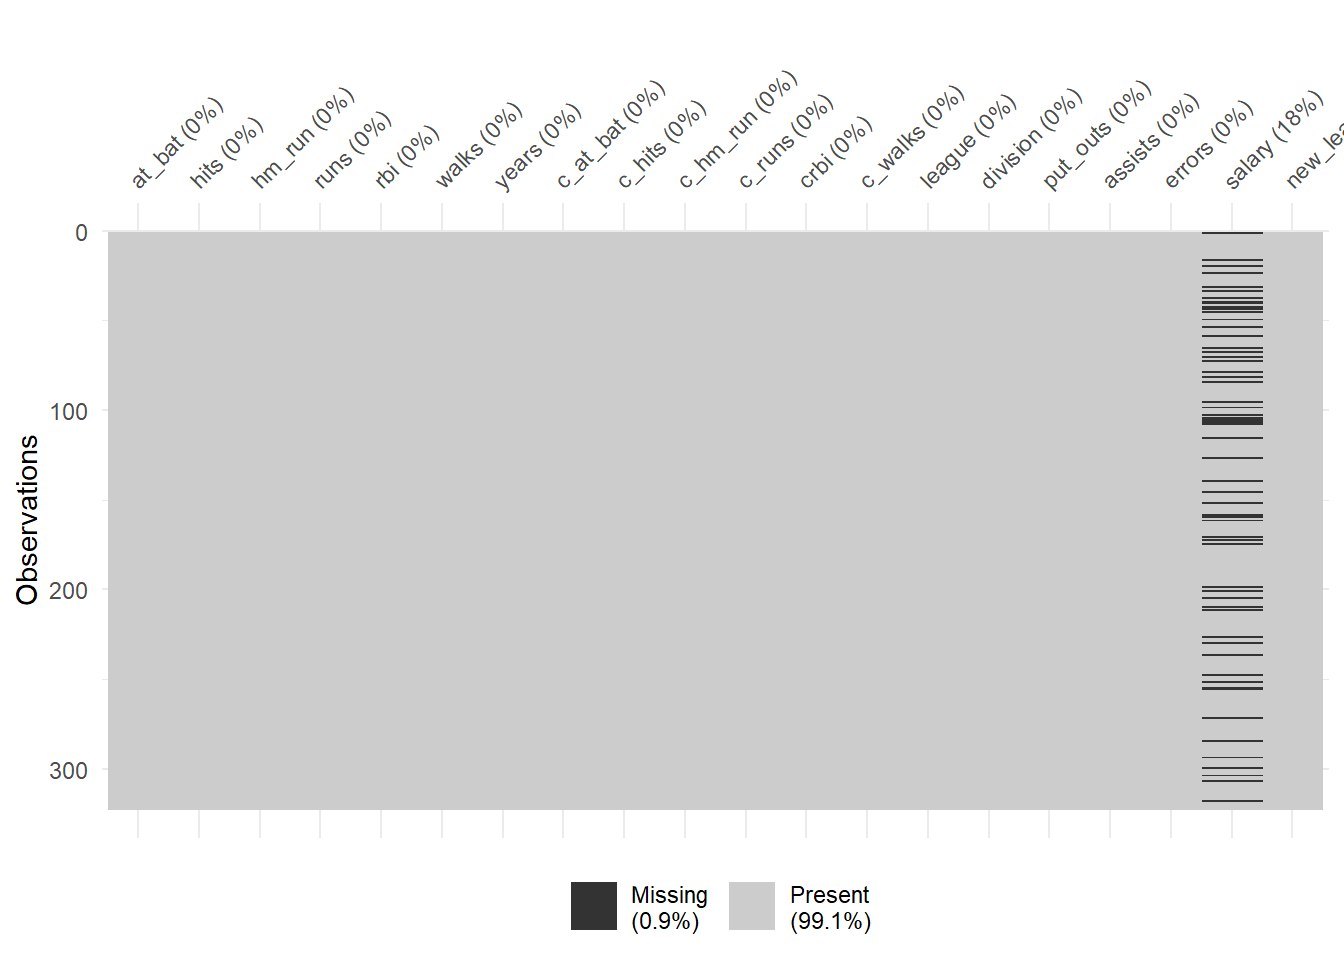 at_bat (0%)
hits (0%)
hm_run (0%)
runs (0%)
rbi (0%)
walks (0%)
years (0%)
c_at_bat (0%)
c_hits (0%)
c_hm_run (0%)
c_runs (0%)
crbi (0%)
c_walks (0%)
league (0%)
division (0%)
put_outs (0%)
assists (0%)
errors (0%)
salary (18%)
new_lea
0
100
200
300
Observations
Missing
(0.9%)
Present
(99.1%)